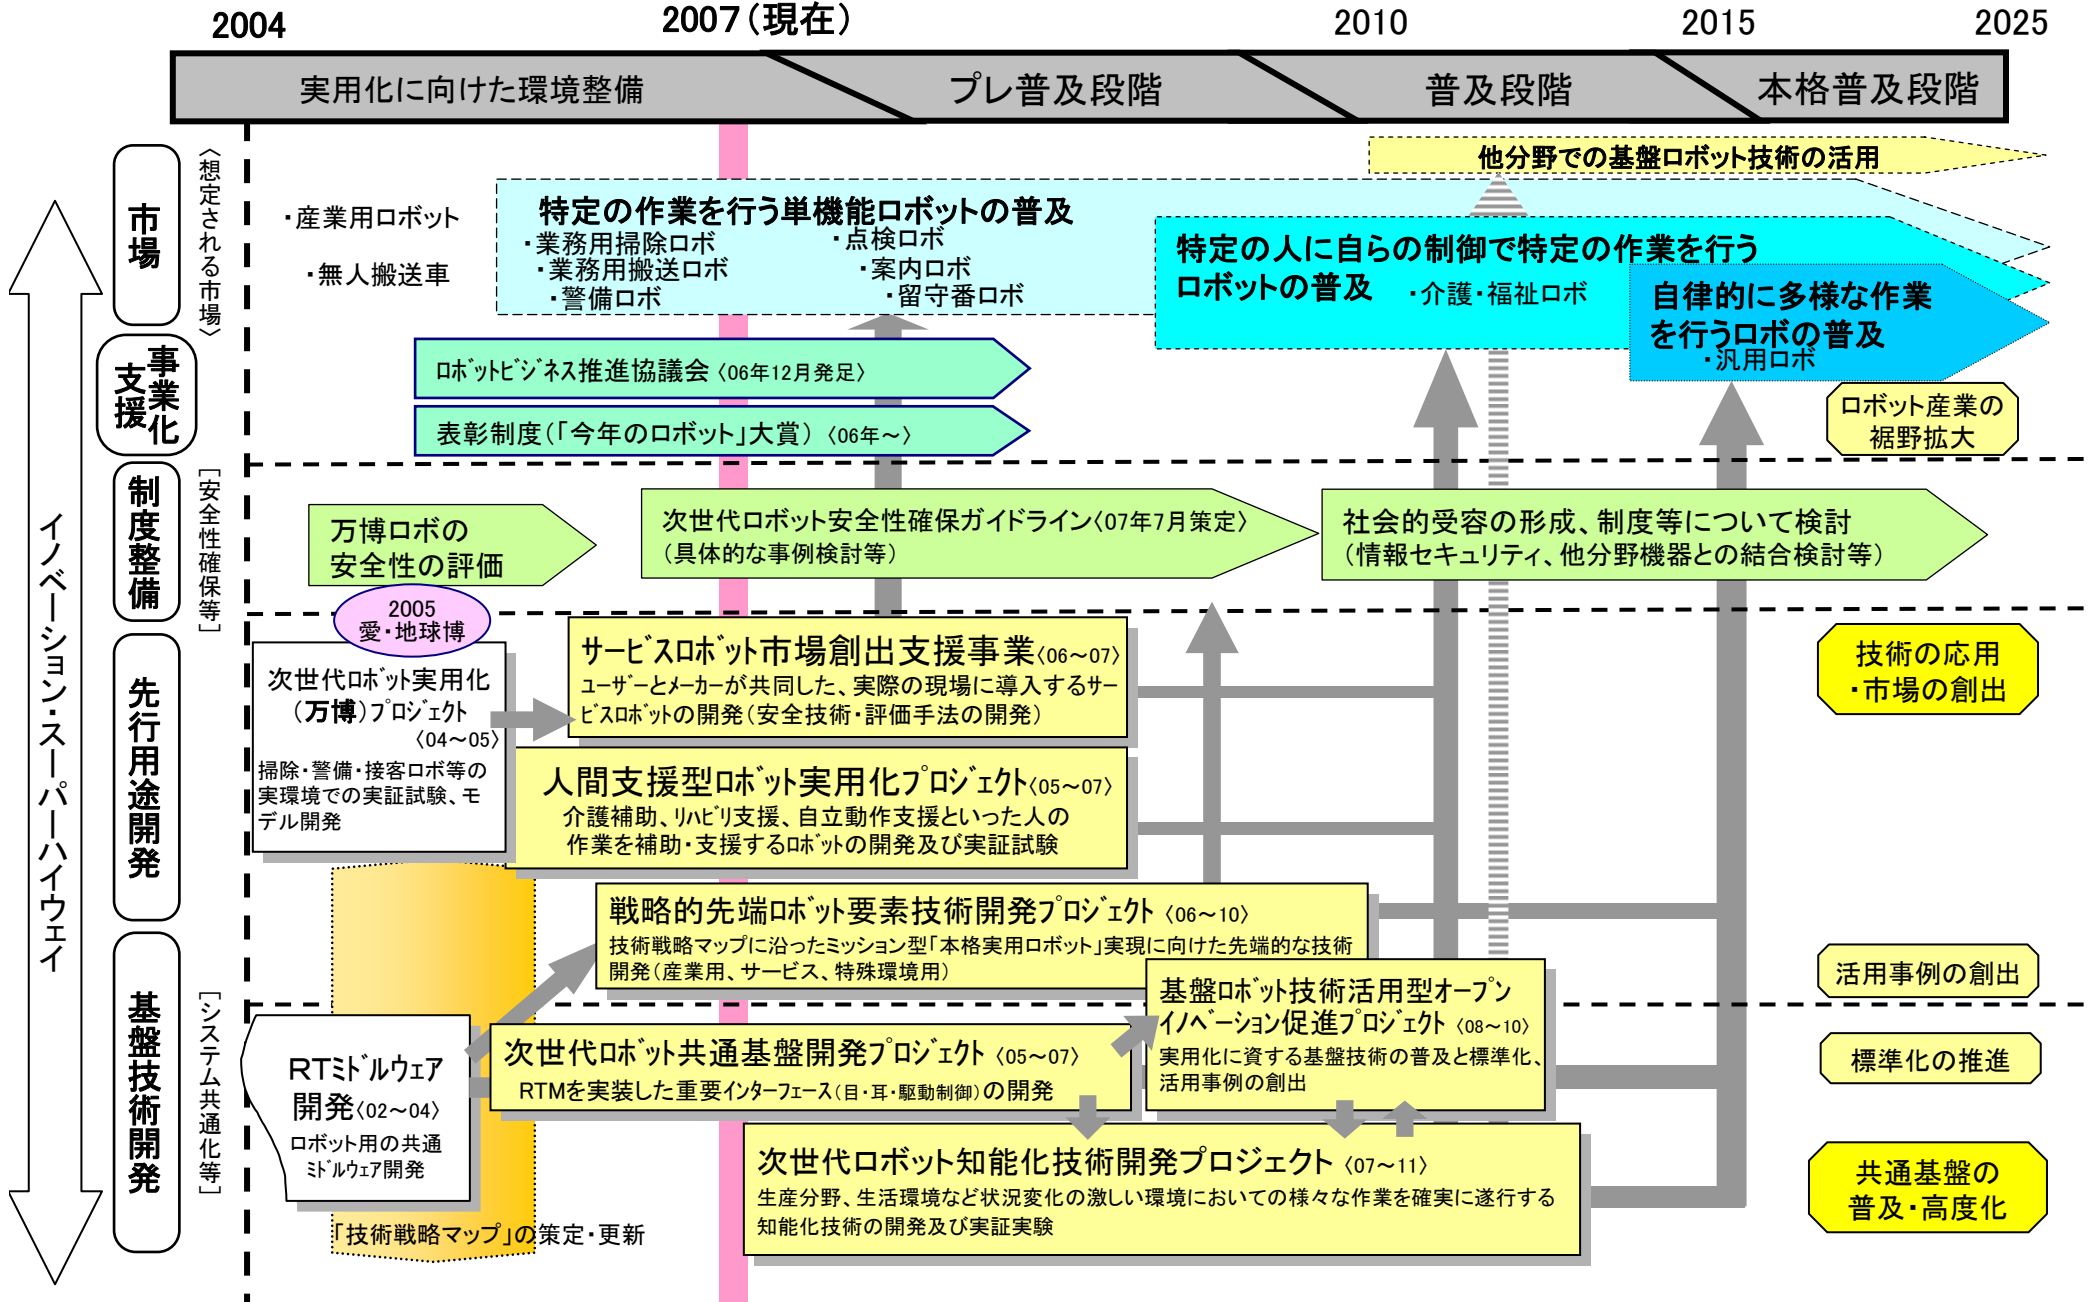 2004
2007(現在)
2010
2015
2025
実用化に向けた環境整備
プレ普及段階
普及段階
本格普及段階
イノベーション・スーパーハイウェイ
市場
〈想定される市場〉
・産業用ロボット
・無人搬送車
特定の作業を行う単機能ロボットの普及
・業務用掃除ロボ
・業務用搬送ロボ
・警備ロボ
・点検ロボ
・案内ロボ
・留守番ロボ
他分野での基盤ロボット技術の活用
特定の人に自らの制御で特定の作業を行う
ロボットの普及
・介護・福祉ロボ
自律的に多様な作業
を行うロボの普及
・汎用ロボ
事業化
支援
ロボットビジネス推進協議会〈06年12月発足〉
表彰制度(「今年のロボット」大賞)〈06年~〉
ロボット産業の
裾野拡大
制度整備
[安全性確保等]
万博ロボの
安全性の評価
次世代ロボット安全性確保ガイドライン〈07年7月策定〉
(具体的な事例検討等)
社会的受容の形成、制度等について検討
(情報セキュリティ、他分野機器との結合検討等)
先行用途開発
2005
愛・地球博
次世代ロボット実用化
(万博)プロジェクト
〈04~05〉
掃除・警備・接客ロボ等の
実環境での実証試験、モ
デル開発
サービスロボット市場創出支援事業〈06~07〉
ユーザーとメーカーが共同した、実際の現場に導入するサー
ビスロボットの開発(安全技術・評価手法の開発)
人間支援型ロボット実用化プロジェクト〈05~07〉
介護補助、リハビリ支援、自立動作支援といった人の
作業を補助・支援するロボットの開発及び実証試験
戦略的先端ロボット要素技術開発プロジェクト〈06~10〉
技術戦略マップに沿ったミッション型「本格実用ロボット」実現に向けた先端的な技術
開発(産業用、サービス、特殊環境用)
技術の応用
・市場の創出
活用事例の創出
基盤技術開発
[システム共通化等]
RTミドルウェア
開発〈02~04〉
ロボット用の共通
ミドルウェア開発
次世代ロボット共通基盤開発プロジェクト〈05~07〉
RTMを実装した重要インターフェース(目・耳・駆動制御)の開発
基盤ロボット技術活用型オープン
イノベーション促進プロジェクト〈08~10〉
実用化に資する基盤技術の普及と標準化、
活用事例の創出
次世代ロボット知能化技術開発プロジェクト〈07~11〉
生産分野、生活環境など状況変化の激しい環境においての様々な作業を確実に遂行する
知能化技術の開発及び実証実験
標準化の推進
共通基盤の
普及・高度化
「技術戦略マップ」の策定・更新